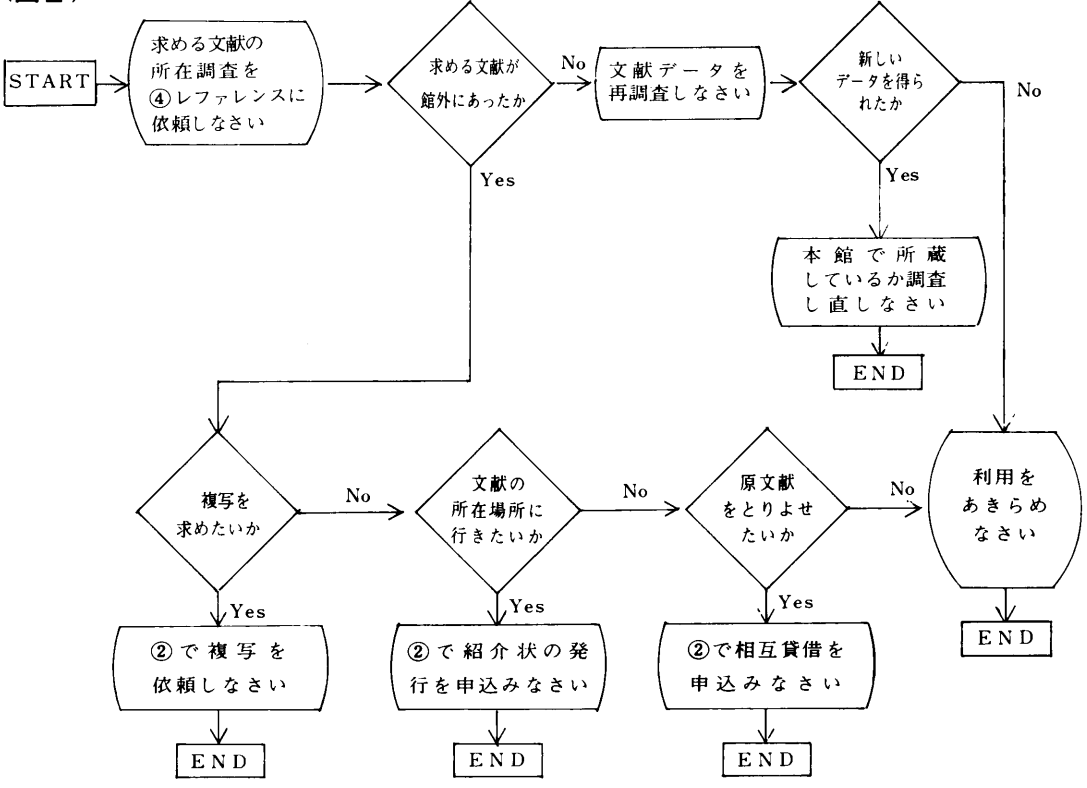 START
求める文献の
所在調査を
④レファレンスに
依頼しなさい
求める文献が
館外にあったか
No
文献データを
再調査しなさい
新しい
データを得ら
れたか
No
Yes
Yes
本館で所蔵
しているか調査
し直しなさい
END
複写を
求めたいか
No
文献の
所在場所に
行きたいか
No
原文献
をとりよせ
たいか
No
利用を
あきらめ
なさい
Yes
Yes
Yes
END
②で複写を
依頼しなさい
②で紹介状の発
行を申込みなさい
②で相互貸借を
申込みなさい
END
END
END